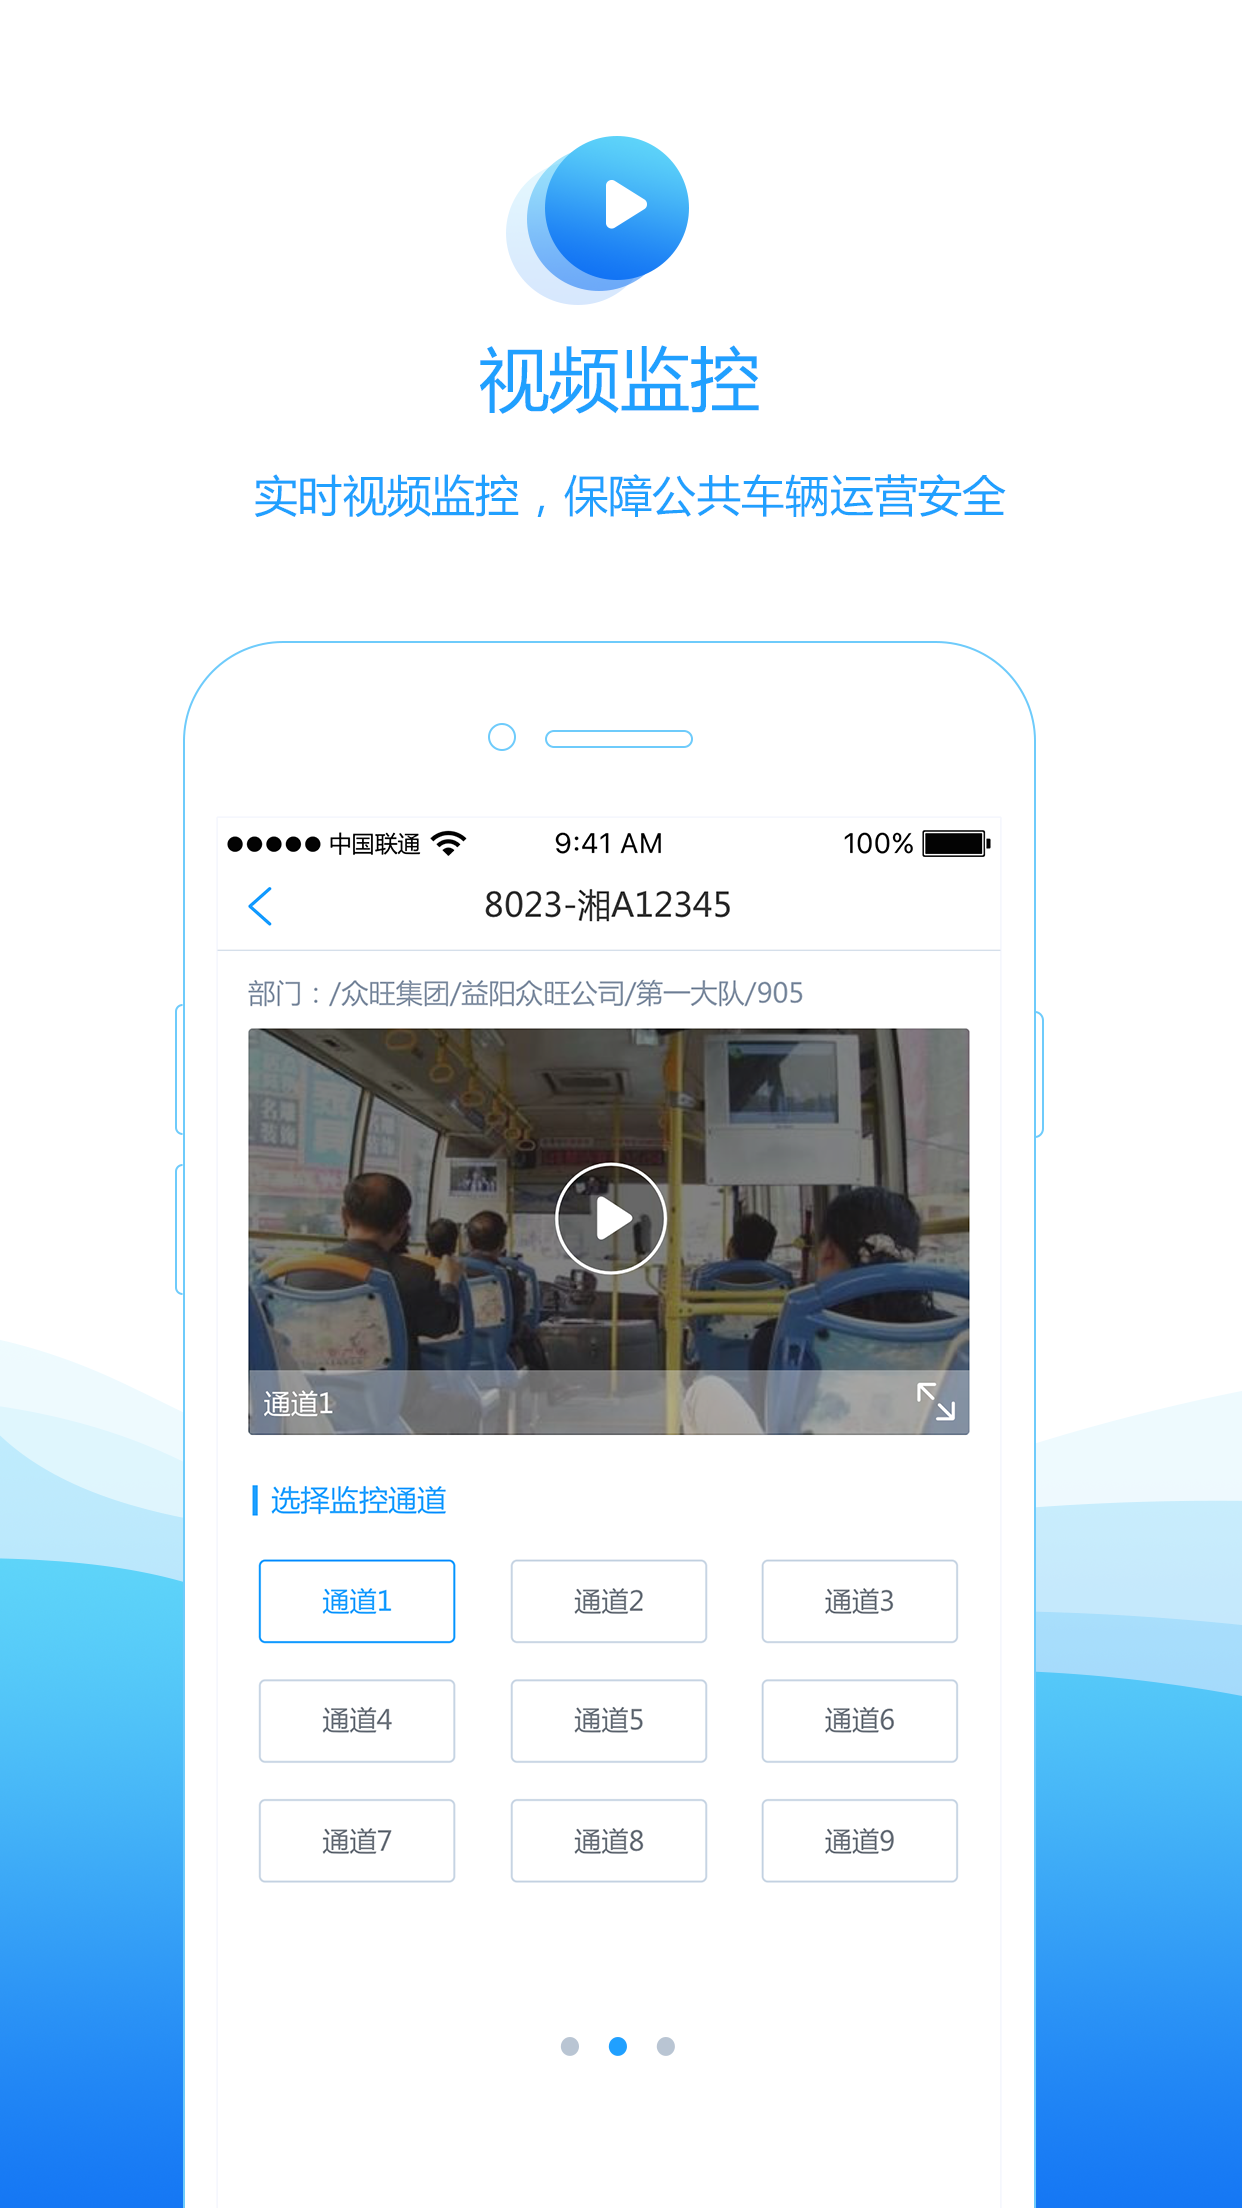 视频监控
实时视频监控，保障公共车辆运营安全
中国联通 9:41 AM 100%
8023-湘A12345
部门：/众旺集团/益阳众旺公司/第一大队/905
通道1
选择监控通道
通道1 通道2 通道3
通道4 通道5 通道6
通道7 通道8 通道9